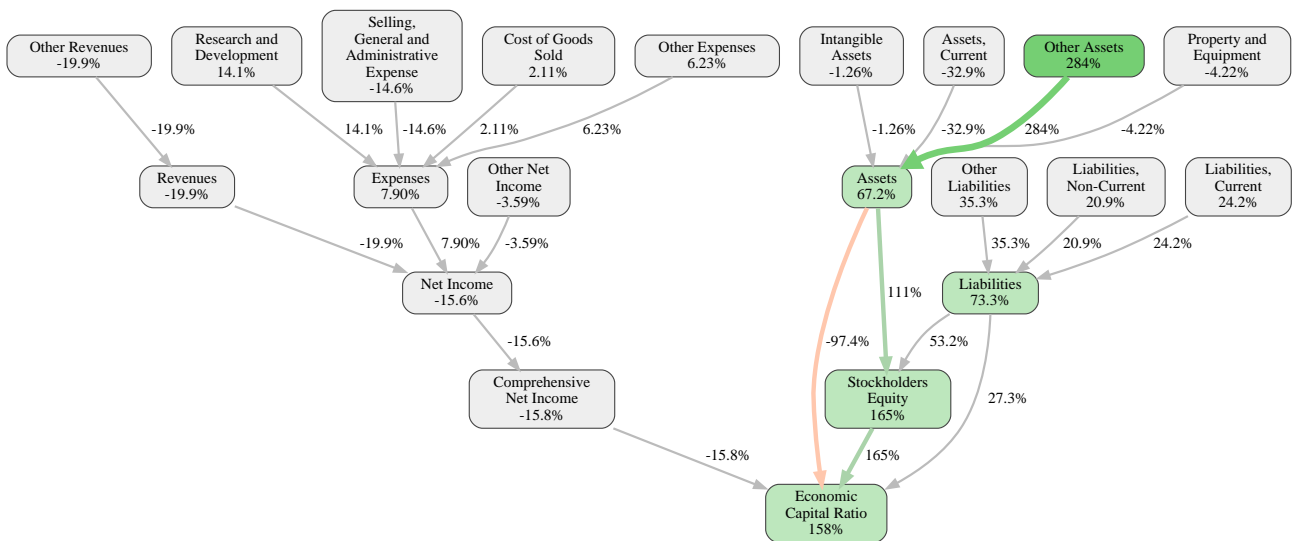 Other Revenues
-19.9%
Research and
Development
14.1%
Selling,
General and
Administrative
Expense
-14.6%
Cost of Goods
Sold
2.11%
Other Expenses
6.23%
Intangible
Assets
-1.26%
Assets,
Current
-32.9%
Other Assets
284%
Property and
Equipment
-4.22%
-19.9%
14.1%
-14.6%
2.11%
6.23%
-1.26%
-32.9%
284%
-4.22%
Revenues
-19.9%
Expenses
7.90%
Other Net
Income
-3.59%
Assets
67.2%
Other
Liabilities
35.3%
Liabilities,
Non-Current
20.9%
Liabilities,
Current
24.2%
-19.9%
7.90%
-3.59%
35.3%
20.9%
24.2%
Net Income
-15.6%
111%
Liabilities
73.3%
-15.6%
-97.4%
53.2%
Comprehensive
Net Income
-15.8%
Stockholders
Equity
165%
27.3%
-15.8%
165%
Economic
Capital Ratio
158%